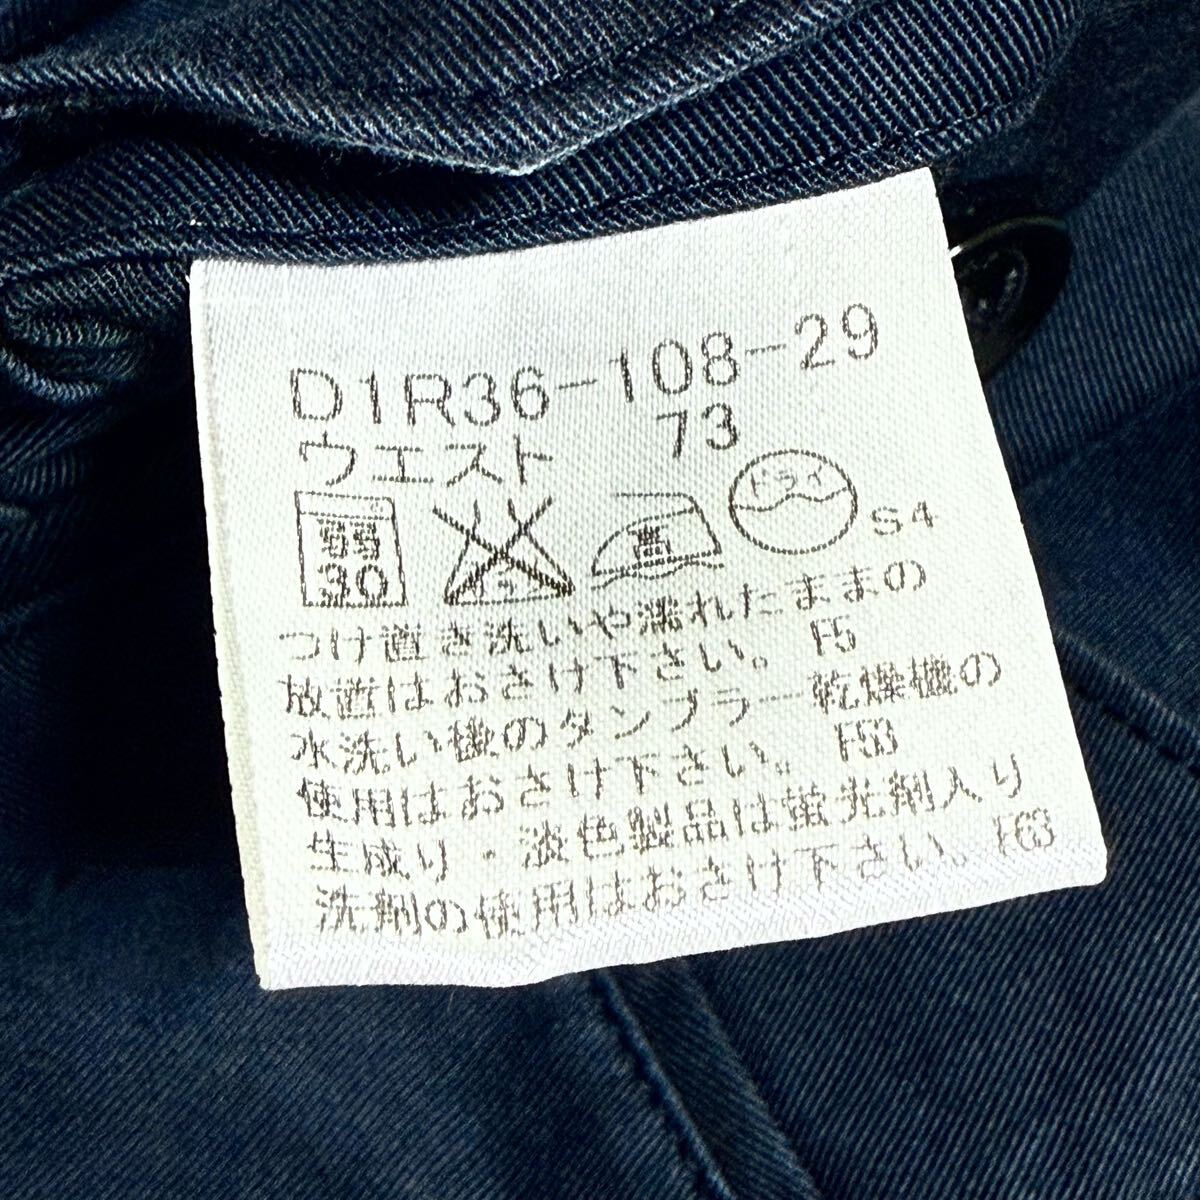 D1R36-108-29
ウエスト 73
弱
30 エンソ 高 ドライ S4
つけ置き洗いや濡れたままの
放置はおさけ下さい。 F5
水洗い後のタンブラー乾燥機の
使用はおさけ下さい。 F53
生成り・淡色製品は蛍光剤入り
洗剤の使用はおさけ下さい。 F63